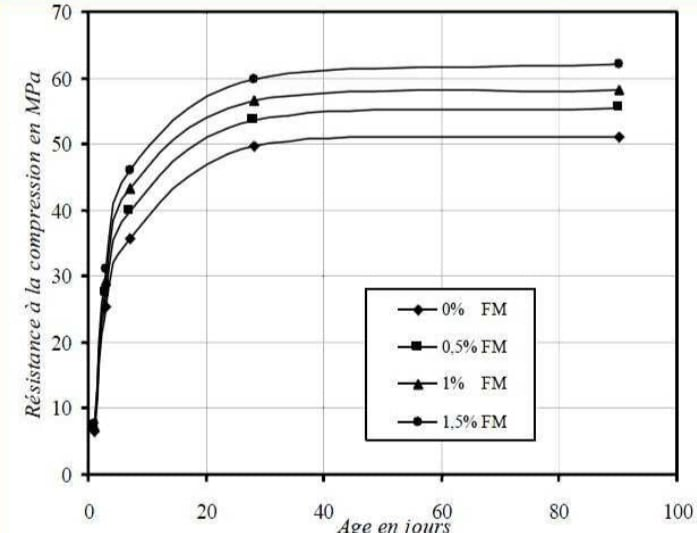 70
60
50
40
30
20
10
0
Résistance à la compression en MPa
0% FM
0,5% FM
1% FM
1,5% FM
0 20 40 60 80 100
Age en jours